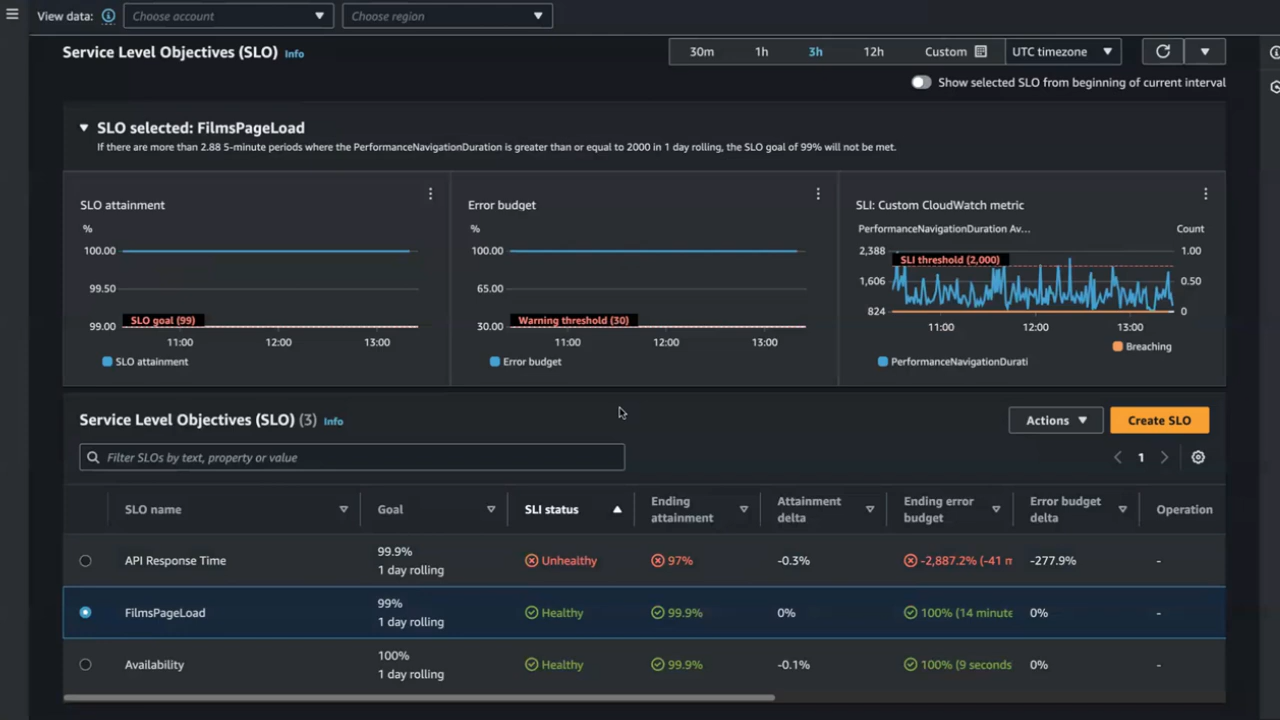 View data: Choose account Choose region
Service Level Objectives (SLO) Info
30m 1h 3h 12h Custom UTC timezone
Show selected SLO from beginning of current interval
SLO selected: FilmsPageLoad
If there are more than 2.88 5-minute periods where the PerformanceNavigationDuration is greater than or equal to 2000 in 1 day rolling, the SLO goal of 99% will not be met.
SLO attainment
%
100.00
99.50
SLO goal (99)
99.00
11:00 12:00 13:00
SLO attainment
Error budget
%
100.00
65.00
Warning threshold (30)
30.00
11:00 12:00 13:00
Error budget
SLI: Custom CloudWatch metric
PerformanceNavigationDuration Av... Count
2,388 1.00
SLI threshold (2,000)
1,606 0.50
824 0
11:00 12:00 13:00
Breaching
PerformanceNavigationDurati
Service Level Objectives (SLO) (3) Info
Actions Create SLO
Filter SLOs by text, property or value
1
SLO name Goal SLI status Ending attainment Attainment delta Ending error budget Error budget delta Operation
API Response Time 99.9% 1 day rolling Unhealthy 97% -0.3% -2,887.2% (-41 m -277.9% -
FilmsPageLoad 99% 1 day rolling Healthy 99.9% 0% 100% (14 minute 0% -
Availability 100% 1 day rolling Healthy 99.9% -0.1% 100% (9 seconds 0% -